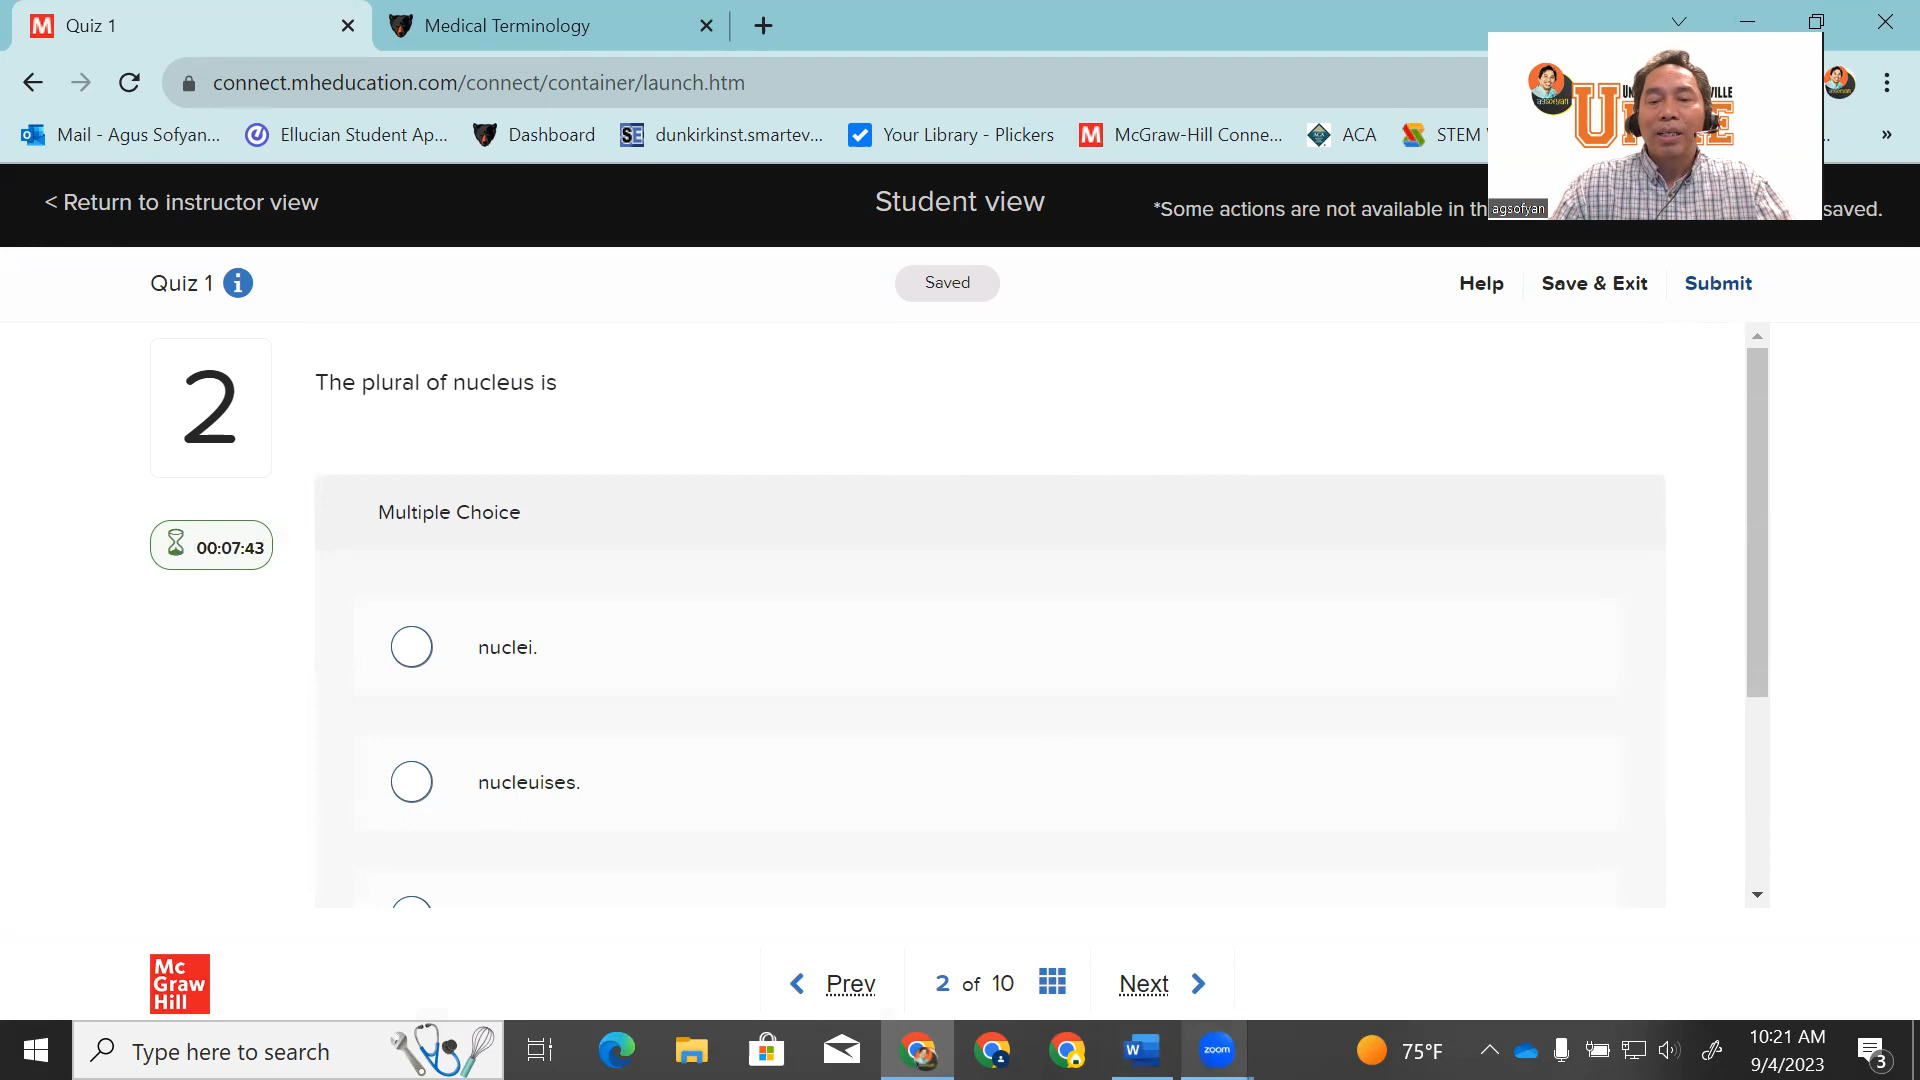 Quiz 1
Medical Terminology
connect.mheducation.com/connect/container/launch.htm
Mail - Agus Sofyan...
Ellucian Student Ap...
Dashboard
dunkirkinst.smartev...
Your Library - Plickers
McGraw-Hill Conne...
ACA
STEM
agsofyan
< Return to instructor view
Student view
*Some actions are not available in th
saved.
Quiz 1
Saved
Help
Save & Exit
Submit
2
The plural of nucleus is
00:07:43
Multiple Choice
nuclei.
nucleuises.
Mc
Graw
Hill
Prev
2 of 10
Next
Type here to search
zoom
75°F
10:21 AM
9/4/2023
3